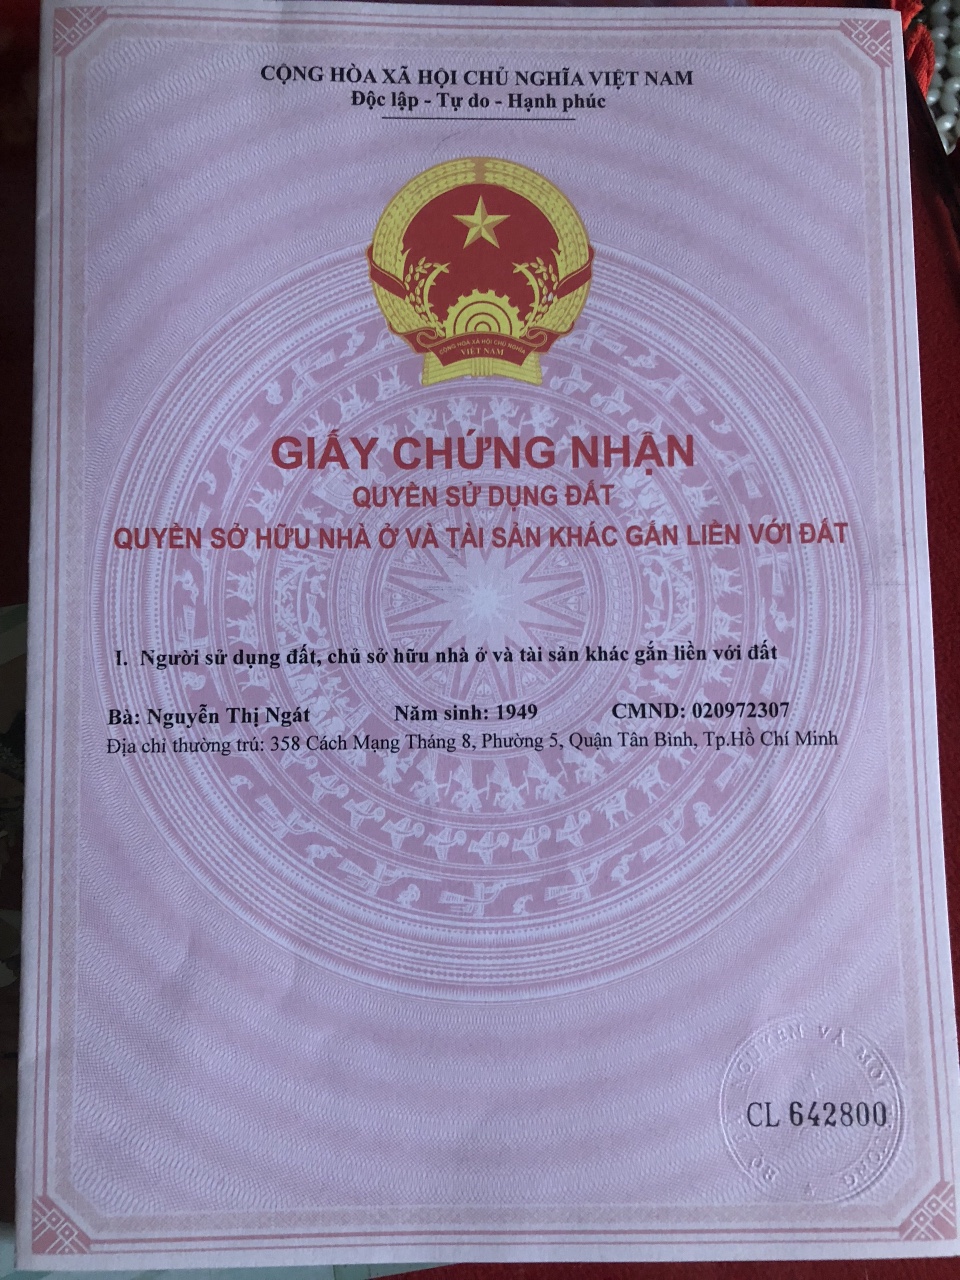 CỘNG HÒA XÃ HỘI CHỦ NGHĨA VIỆT NAM
Độc lập - Tự do - Hạnh phúc
CỘNG HÒA XÃ HỘI CHỦ NGHĨA
VIỆT NAM
GIẤY CHỨNG NHẬN
QUYỀN SỬ DỤNG ĐẤT
QUYỀN SỞ HỮU NHÀ Ở VÀ TÀI SẢN KHÁC GẮN LIỀN VỚI ĐẤT
I. Người sử dụng đất, chủ sở hữu nhà ở và tài sản khác gắn liền với đất
Bà: Nguyễn Thị Ngát Năm sinh: 1949 CMND: 020972307
Địa chỉ thường trú: 358 Cách Mạng Tháng 8, Phường 5, Quận Tân Bình, Tp.Hồ Chí Minh
BỘ NGUYÊN VÀ MÔI
CL 642800